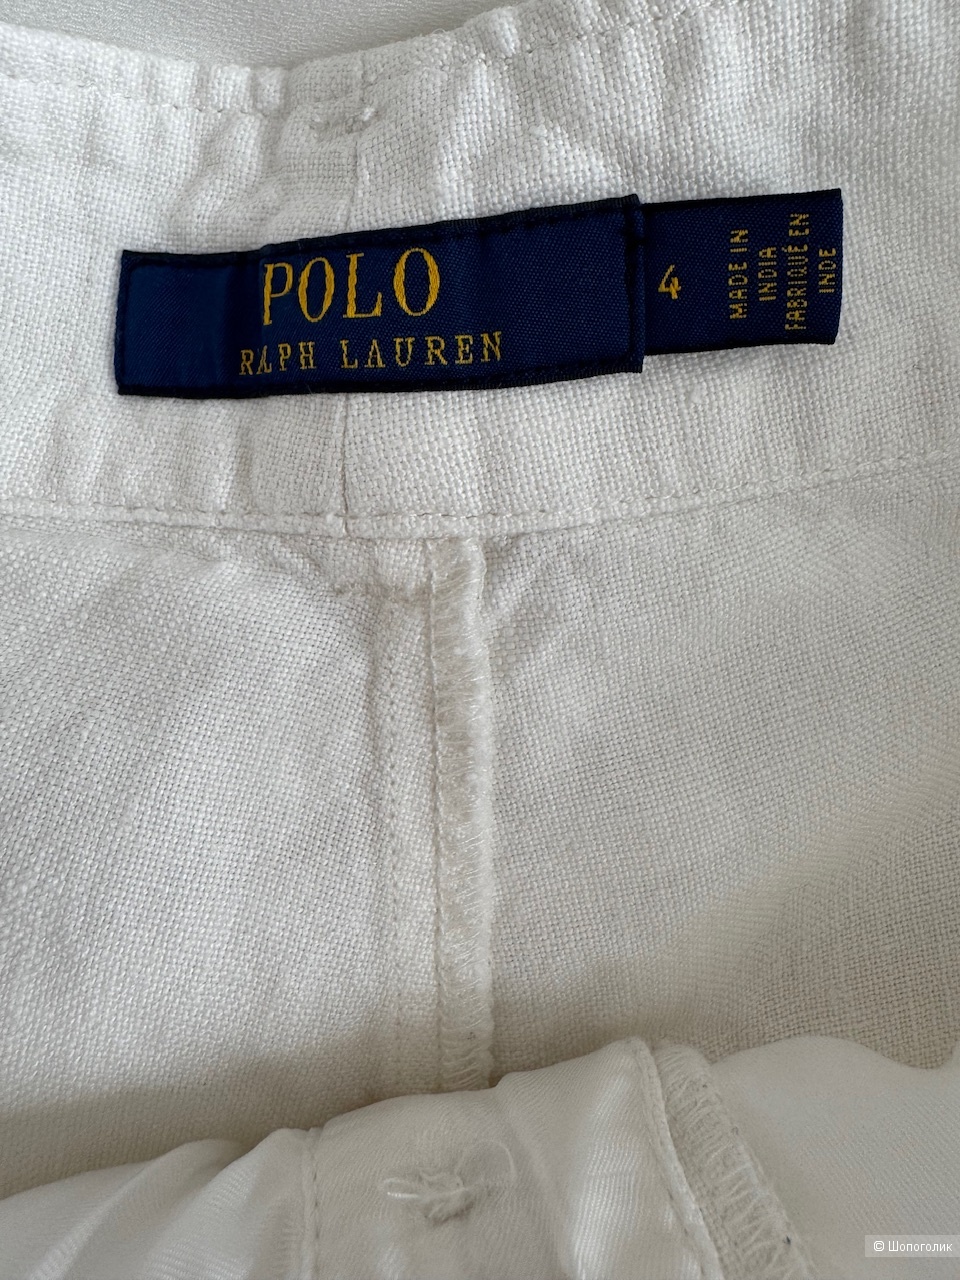 POLO
RALPH LAUREN
4
MADE IN
INDIA
FABRIQUÉ EN
INDE
© Шопоголик